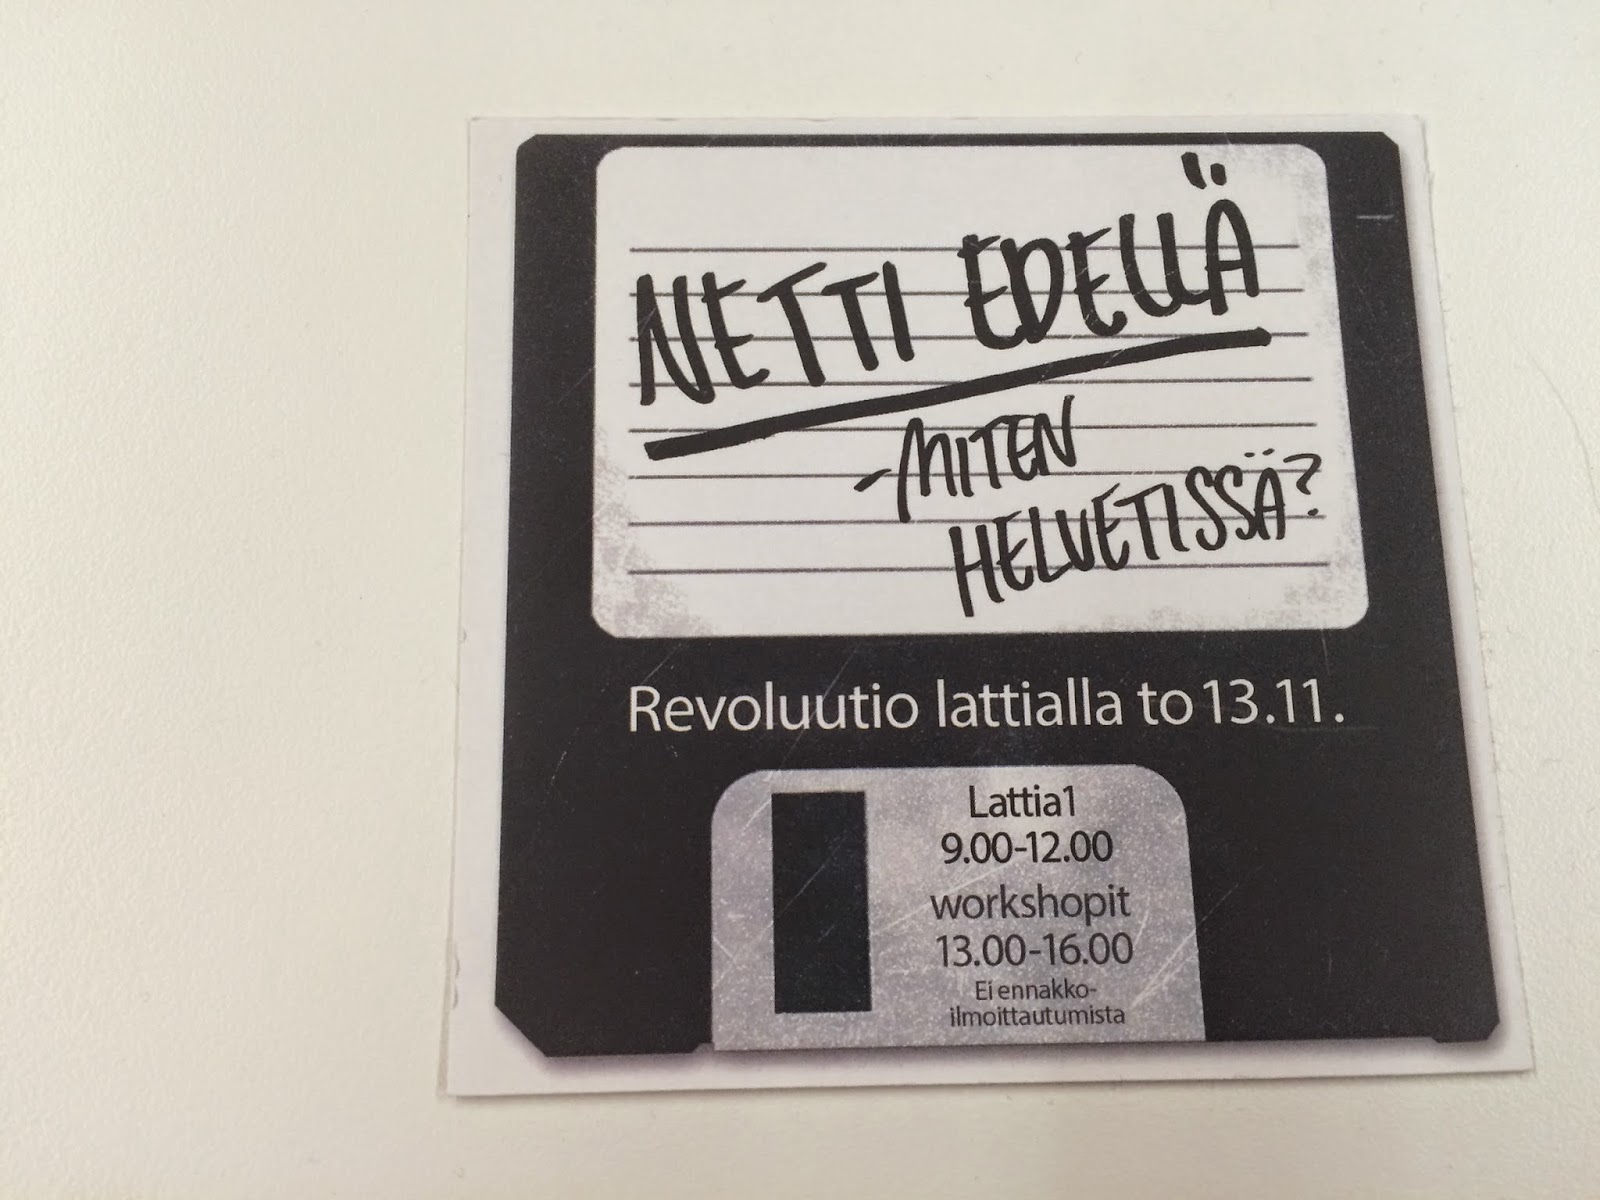 NETTI EDELLÄ
-MITEN
HELVETISSÄ?
Revoluutio lattialla to 13.11.
Lattia1
9.00-12.00
workshopit
13.00-16.00
Ei ennakko-
ilmoittautumista